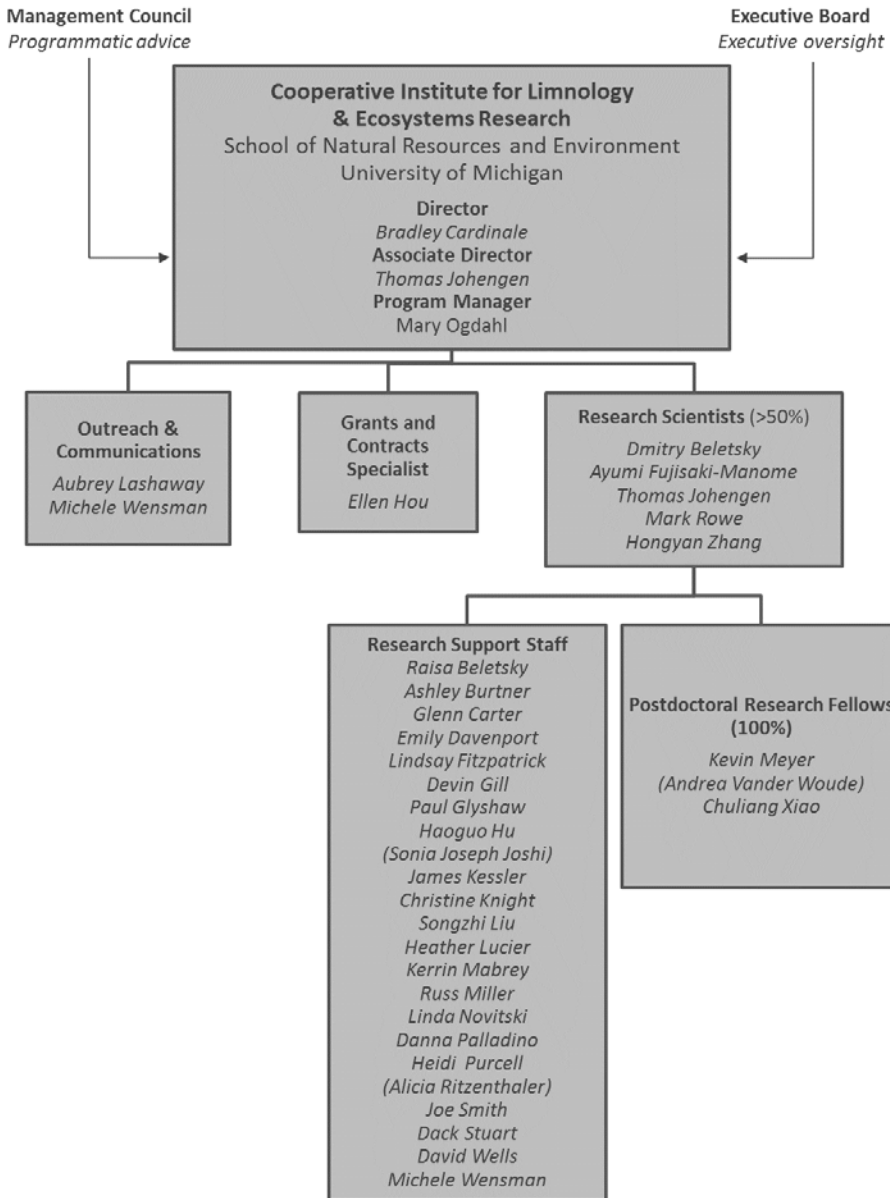 Management Council
Programmatic advice
Executive Board
Executive oversight
Cooperative Institute for Limnology
& Ecosystems Research
School of Natural Resources and Environment
University of Michigan
Director
Bradley Cardinale
Associate Director
Thomas Johengen
Program Manager
Mary Ogdahl
Outreach &
Communications
Aubrey Lashaway
Michele Wensman
Grants and
Contracts
Specialist
Ellen Hou
Research Scientists (>50%)
Dmitry Beletsky
Ayumi Fujisaki-Manome
Thomas Johengen
Mark Rowe
Hongyan Zhang
Research Support Staff
Raisa Beletsky
Ashley Burtner
Glenn Carter
Emily Davenport
Lindsay Fitzpatrick
Devin Gill
Paul Glyshaw
Haoguo Hu
(Sonia Joseph Joshi)
James Kessler
Christine Knight
Songzhi Liu
Heather Lucier
Kerrin Mabrey
Russ Miller
Linda Novitski
Danna Palladino
Heidi Purcell
(Alicia Ritzenthaler)
Joe Smith
Dack Stuart
David Wells
Michele Wensman
Postdoctoral Research Fellows
(100%)
Kevin Meyer
(Andrea Vander Woude)
Chuliang Xiao